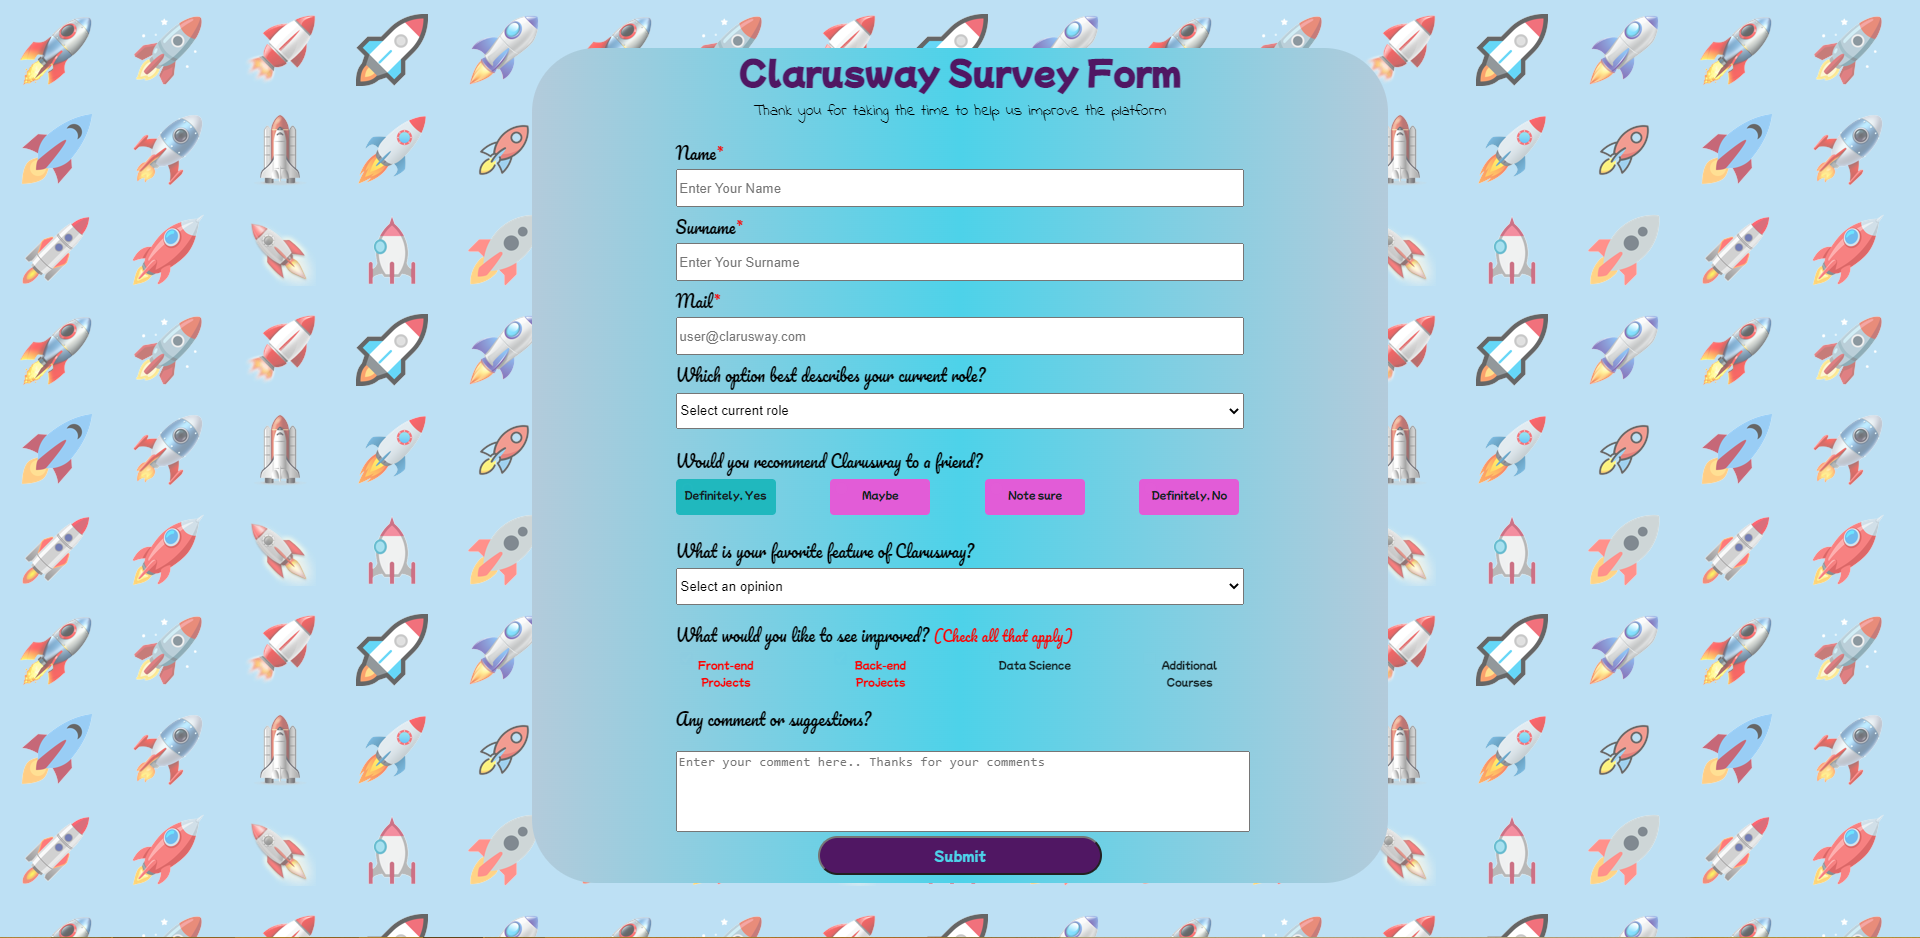 Clarusway Survey Form
Thank you for taking the time to help us improve the platform
Name*
Enter Your Name
Surname*
Enter Your Surname
Mail*
user@clarusway.com
Which option best describes your current role?
Select current role
Would you recommend Clarusway to a friend?
Definitely. Yes Maybe Note sure Definitely. No
What is your favorite feature of Clarusway?
Select an opinion
What would you like to see improved? (Check all that apply)
Front-end Back-end Data Science Additional
Projects Projects Courses
Any comment or suggestions?
Enter your comment here.. Thanks for your comments
Submit